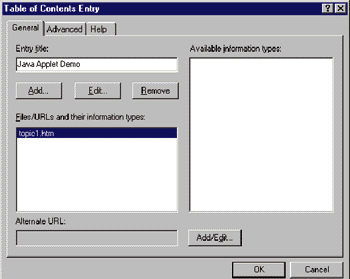 Table of Contents Entry
General Advanced Help
Entry title:
Java Applet Demo
Add... Edit... Remove
Files/URLs and their information types:
topic1.htm
Alternate URL:
Available information types:
Add/Edit...
OK Cancel